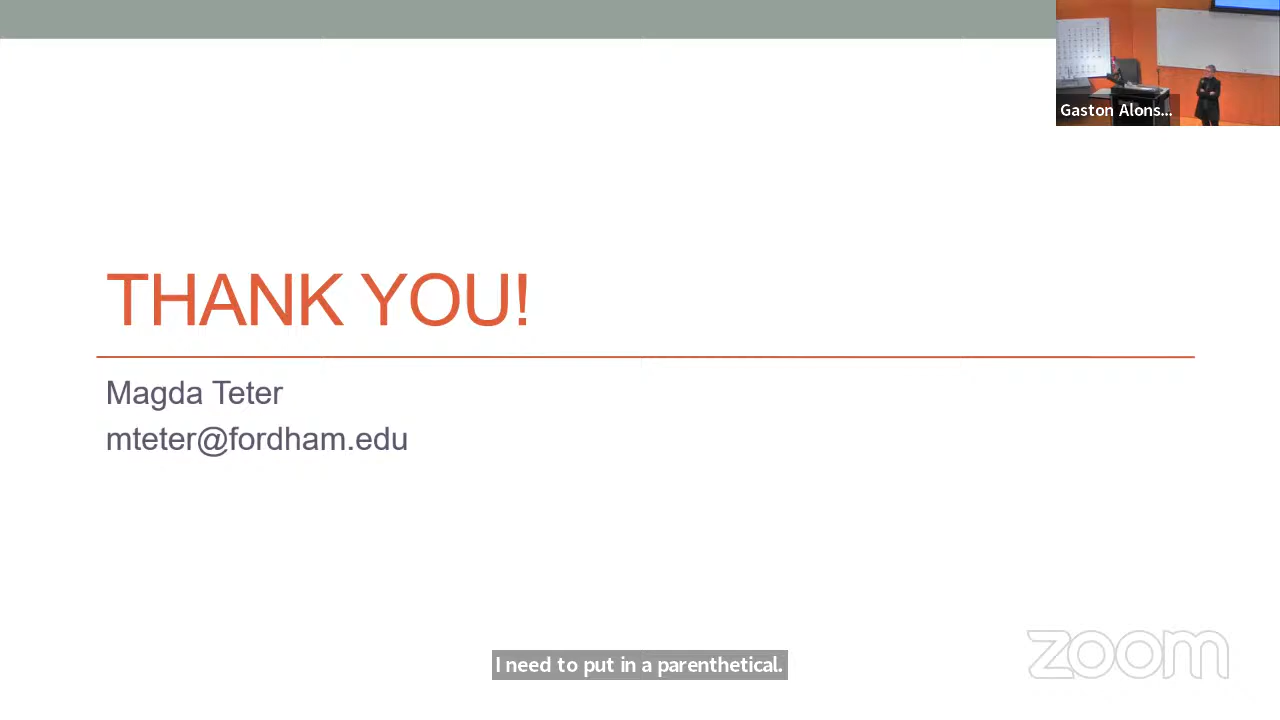 Gaston Alons...
THANK YOU!
Magda Teter
mteter@fordham.edu
I need to put in a parenthetical.
zoom